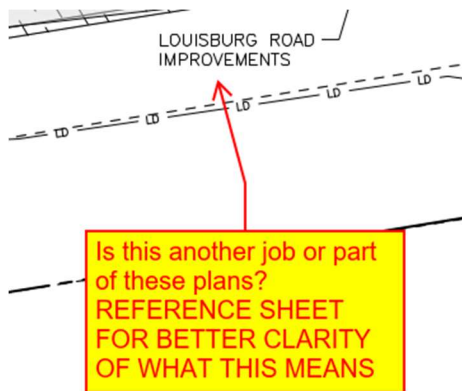 LOUISBURG ROAD
IMPROVEMENTS
LD LD LD LD LD
Is this another job or part
of these plans?
REFERENCE SHEET
FOR BETTER CLARITY
OF WHAT THIS MEANS